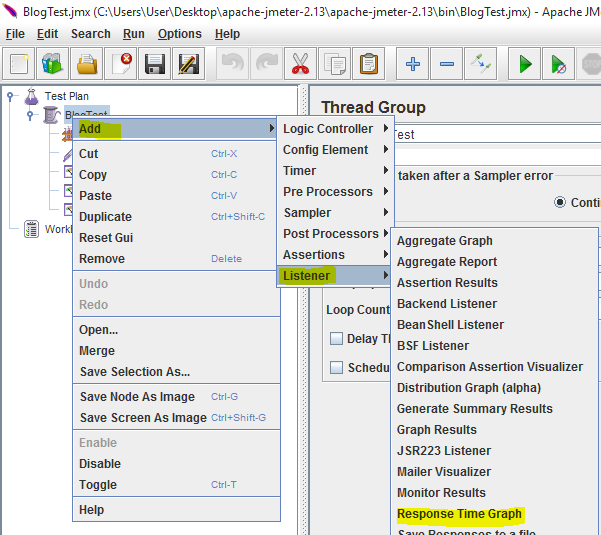 BlogTest.jmx (C:\Users\User\Desktop\apache-jmeter-2.13\apache-jmeter-2.13\bin\BlogTest.jmx) - Apache JM
File Edit Search Run Options Help
Test Plan
BlogTest
Thread Group
Test
taken after a Sampler error
Contin
Loop Count
Delay Th
Schedu
Add
Cut Ctrl-X
Copy Ctrl-C
Paste Ctrl-V
Duplicate Ctrl+Shift-C
Reset Gui
Remove Delete
Undo
Redo
Open...
Merge
Save Selection As...
Save Node As Image Ctrl-G
Save Screen As Image Ctrl+Shift-G
Enable
Disable
Toggle Ctrl-T
Help
Logic Controller
Config Element
Timer
Pre Processors
Sampler
Post Processors
Assertions
Listener
Aggregate Graph
Aggregate Report
Assertion Results
Backend Listener
BeanShell Listener
BSF Listener
Comparison Assertion Visualizer
Distribution Graph (alpha)
Generate Summary Results
Graph Results
JSR223 Listener
Mailer Visualizer
Monitor Results
Response Time Graph
Save Responses to a file